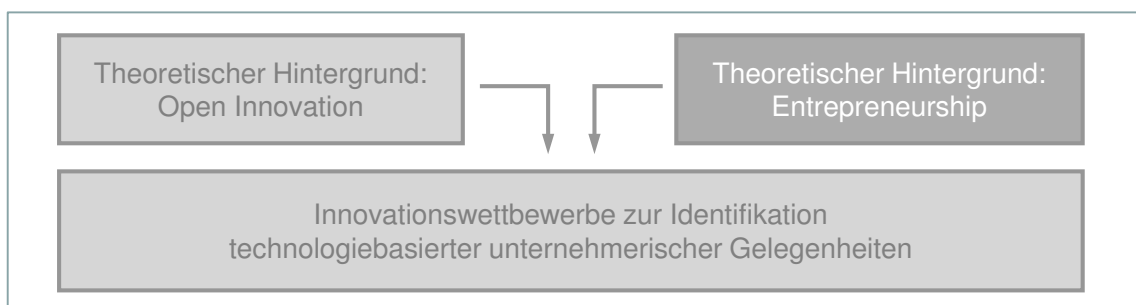 Theoretischer Hintergrund:
Open Innovation
Theoretischer Hintergrund:
Entrepreneurship
Innovationswettbewerbe zur Identifikation
technologiebasierter unternehmerischer Gelegenheiten